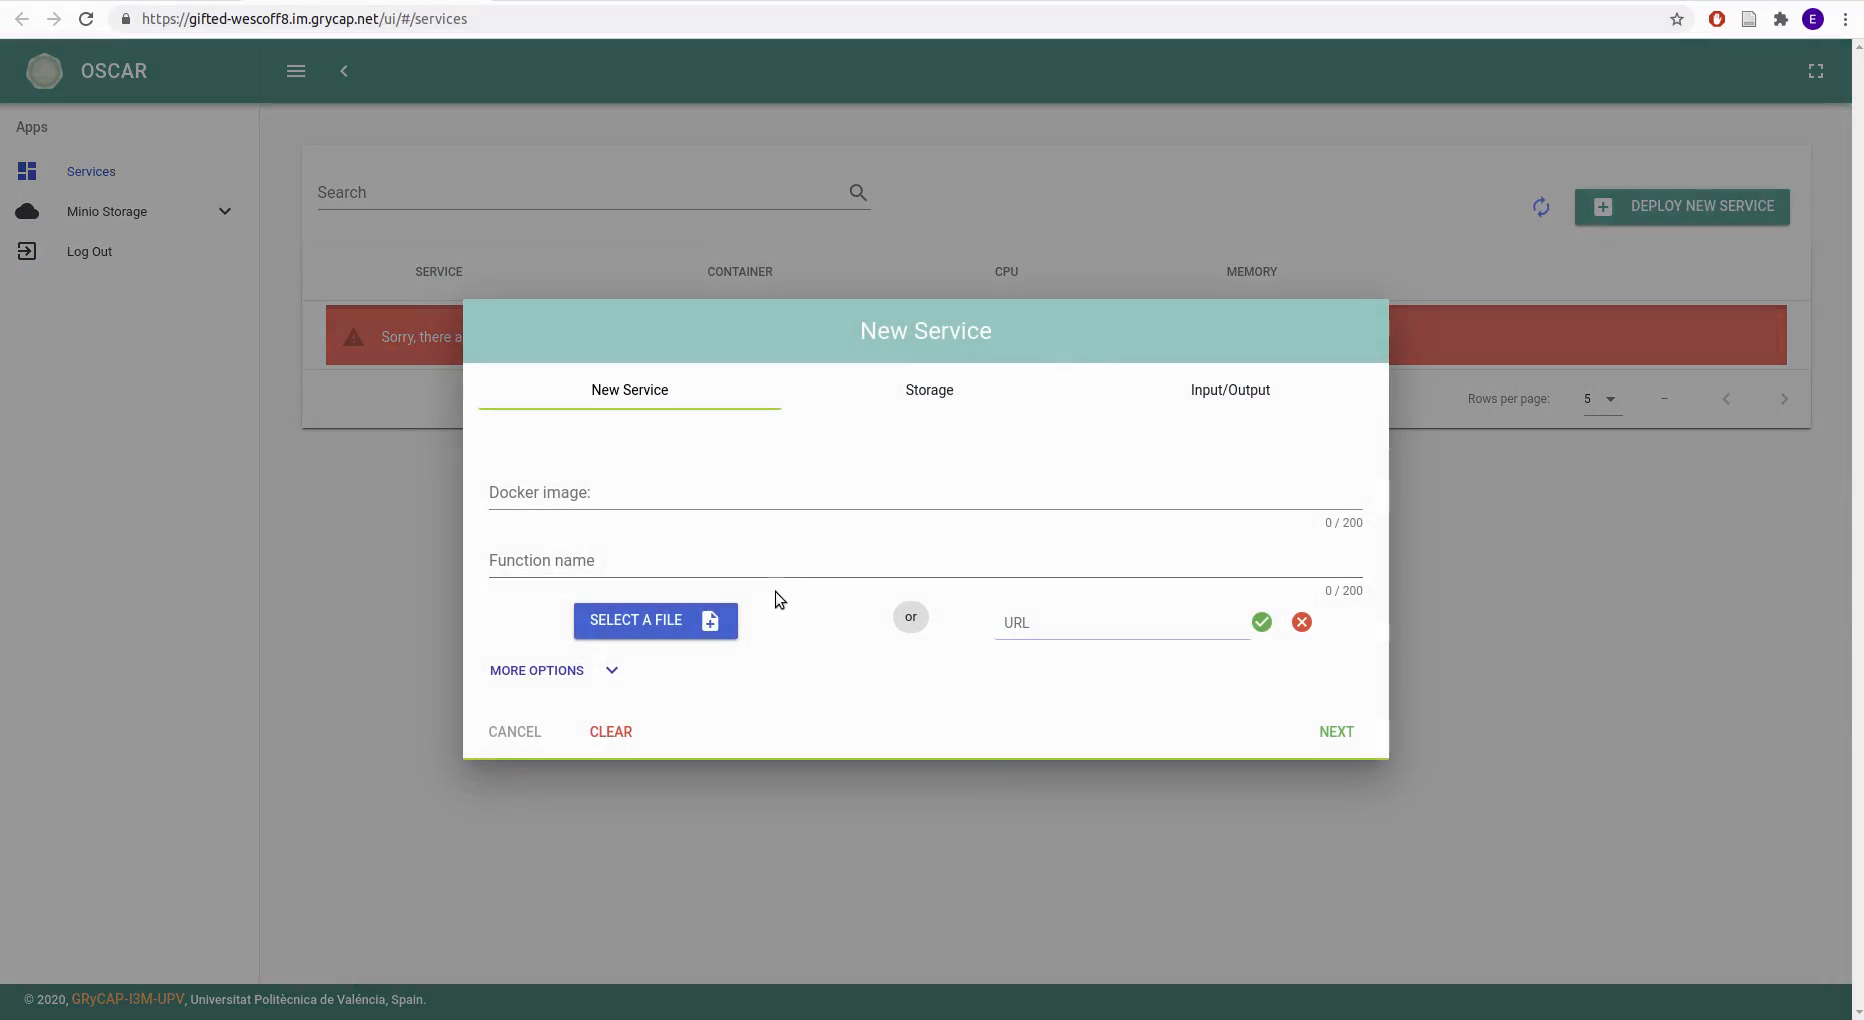 https://gifted-wescoff8.im.grycap.net/ui/#/services
E
OSCAR
Apps
Services
Minio Storage
Log Out
Search
DEPLOY NEW SERVICE
SERVICE CONTAINER CPU MEMORY
Sorry, there a
Rows per page: 5 –
New Service
New Service Storage Input/Output
Docker image:
0 / 200
Function name
0 / 200
SELECT A FILE or URL
MORE OPTIONS
CANCEL CLEAR NEXT
© 2020, GRyCAP-I3M-UPV, Universitat Politècnica de Valéncia, Spain.